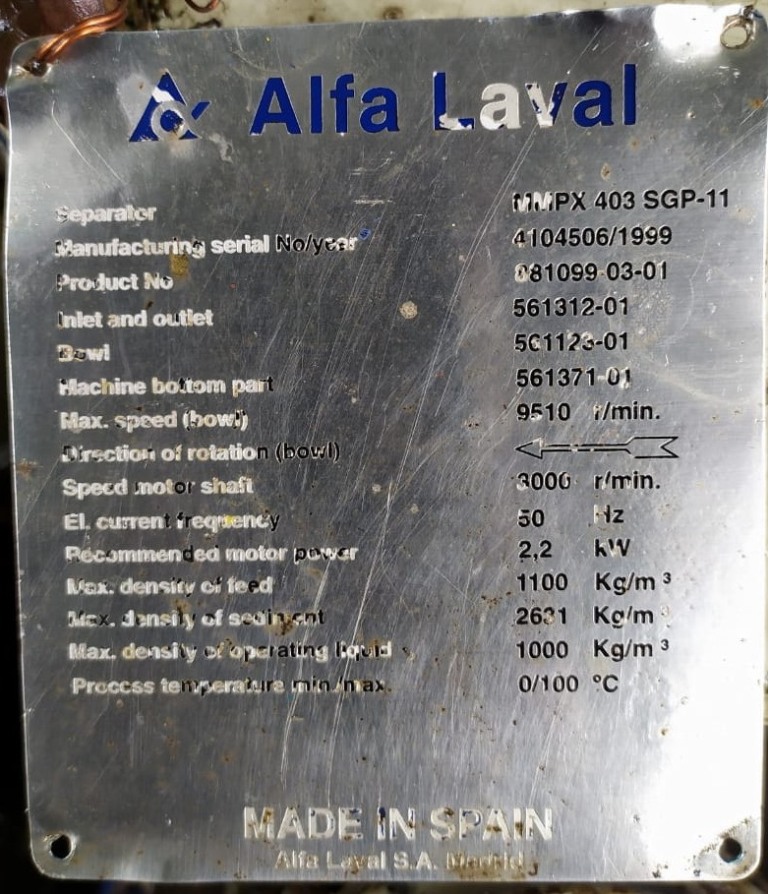 Alfa Laval
Separator MMPX 403 SGP-11
Manufacturing serial No/year 4104506/1999
Product No 881099-03-01
Inlet and outlet 561312-01
Bowl 561123-01
Machine bottom part 561371-01
Max. speed (bowl) 9510 r/min.
Direction of rotation (bowl)
Speed motor shaft 3000 r/min.
El. current frequency 50 Hz
Recommended motor power 2,2 kW
Max. density of feed 1100 Kg/m³
Max. density of sediment 2631 Kg/m
Max. density of operating liquid 1000 Kg/m³
Process temperature min./max. 0/100 °C
MADE IN SPAIN
Alfa Laval S.A. Madrid